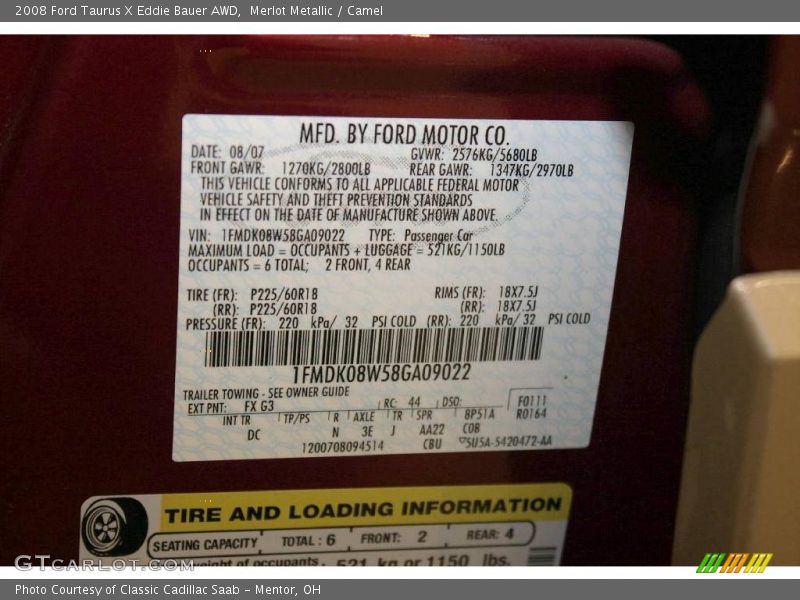 2008 Ford Taurus X Eddie Bauer AWD, Merlot Metallic / Camel
MFD. BY FORD MOTOR CO.
DATE: 08/07 GVWR: 2576KG/5680LB
FRONT GAWR: 1270KG/2800LB REAR GAWR: 1347KG/2970LB
THIS VEHICLE CONFORMS TO ALL APPLICABLE FEDERAL MOTOR
VEHICLE SAFETY AND THEFT PREVENTION STANDARDS
IN EFFECT ON THE DATE OF MANUFACTURE SHOWN ABOVE.
VIN: 1FMDK08W58GA09022 TYPE: Passenger Car
MAXIMUM LOAD = OCCUPANTS + LUGGAGE = 521KG/1150LB
OCCUPANTS = 6 TOTAL; 2 FRONT, 4 REAR
TIRE (FR): P225/60R18 RIMS (FR): 18X7.5J
(RR): P225/60R18 (RR): 18X7.5J
PRESSURE (FR): 220 kPa/ 32 PSI COLD (RR): 220 kPa/ 32 PSI COLD
1FMDK08W58GA09022
TRAILER TOWING - SEE OWNER GUIDE
EXT PNT: FX G3 RC: 44 DSO: F0111
INT TR TP/PS R AXLE TR SPR 8P51A R0164
DC N 3E J AA22 C0B
1200708094514 CBU 5U5A-5420472-AA
TIRE AND LOADING INFORMATION
SEATING CAPACITY TOTAL: 6 FRONT: 2 REAR: 4
weight of occupants 521 kg or 1150 lbs.
GTCarLot.com
Photo Courtesy of Classic Cadillac Saab - Mentor, OH